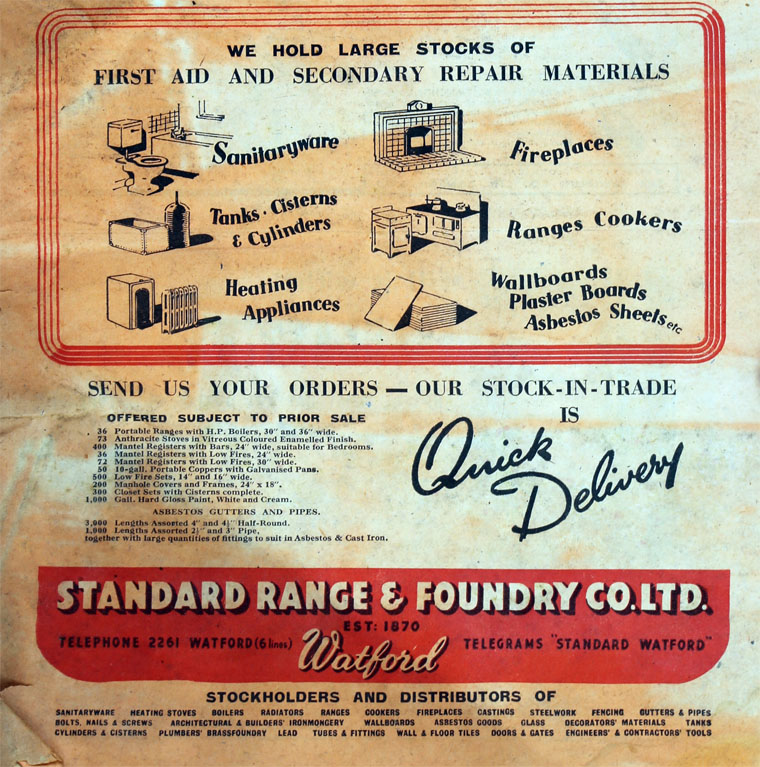 WE HOLD LARGE STOCKS OF
FIRST AID AND SECONDARY REPAIR MATERIALS
Sanitaryware
Fireplaces
Tanks · Cisterns
& Cylinders
Ranges Cookers
Heating
Appliances
Wallboards
Plaster Boards
Asbestos Sheets etc
SEND US YOUR ORDERS — OUR STOCK-IN-TRADE
IS
Quick
Delivery
OFFERED SUBJECT TO PRIOR SALE
36 Portable Ranges with H.P. Boilers, 30" and 36" wide.
73 Anthracite Stoves in Vitreous Coloured Enamelled Finish.
400 Mantel Registers with Bars, 24" wide, suitable for Bedrooms.
36 Mantel Registers with Low Fires, 24" wide.
72 Mantel Registers with Low Fires, 30" wide.
50 10-gall. Portable Coppers with Galvanised Pans.
500 Low Fire Sets, 14" and 16" wide.
200 Manhole Covers and Frames, 24" x 18".
300 Closet Sets with Cisterns complete.
1,000 Gall. Hard Gloss Paint, White and Cream.
ASBESTOS GUTTERS AND PIPES.
3,000 Lengths Assorted 4" and 4½" Half-Round.
1,000 Lengths Assorted 2½" and 3" Pipe,
together with large quantities of fittings to suit in Asbestos & Cast Iron.
STANDARD RANGE & FOUNDRY CO. LTD.
EST: 1870
TELEPHONE 2261 WATFORD (6 lines) Watford TELEGRAMS "STANDARD WATFORD"
STOCKHOLDERS AND DISTRIBUTORS OF
SANITARYWARE HEATING STOVES BOILERS RADIATORS RANGES COOKERS FIREPLACES CASTINGS STEELWORK FENCING GUTTERS & PIPES
BOLTS, NAILS & SCREWS ARCHITECTURAL & BUILDERS' IRONMONGERY WALLBOARDS ASBESTOS GOODS GLASS DECORATORS' MATERIALS TANKS
CYLINDERS & CISTERNS PLUMBERS' BRASSFOUNDRY LEAD TUBES & FITTINGS WALL & FLOOR TILES DOORS & GATES ENGINEERS' & CONTRACTORS' TOOLS